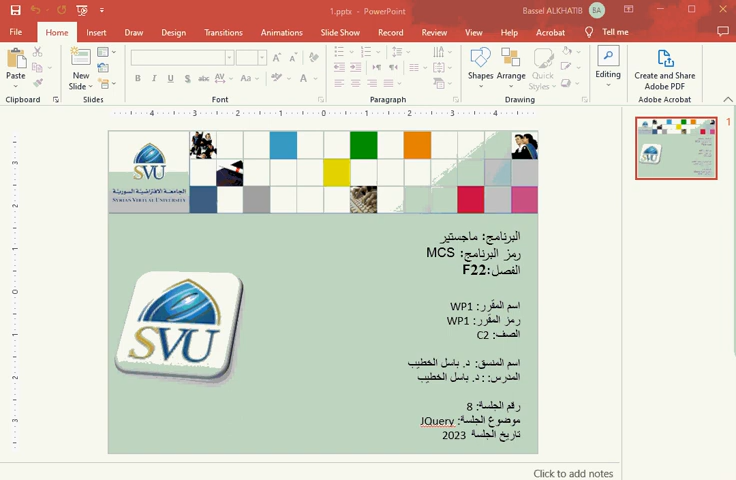 1.pptx - PowerPoint
Bassel ALKHATIB
BA
File Home Insert Draw Design Transitions Animations Slide Show Record Review View Help Acrobat Tell me
Paste
New Slide
Shapes
Arrange
Quick Styles
Editing
Create and Share Adobe PDF
Clipboard Slides Font Paragraph Drawing Adobe Acrobat
SVU
الجامعة الافتراضية السورية
SYRIAN VIRTUAL UNIVERSITY
البرنامج: ماجستير
رمز البرنامج: MCS
الفصل:F22
اسم المقرر: WP1
رمز المقرر: WP1
الصف: C2
اسم المنسق: د. باسل الخطيب
المدرس: : د. باسل الخطيب
رقم الجلسة: 8
موضوع الجلسة: JQuery
تاريخ الجلسة 2023
SVU
1
Click to add notes